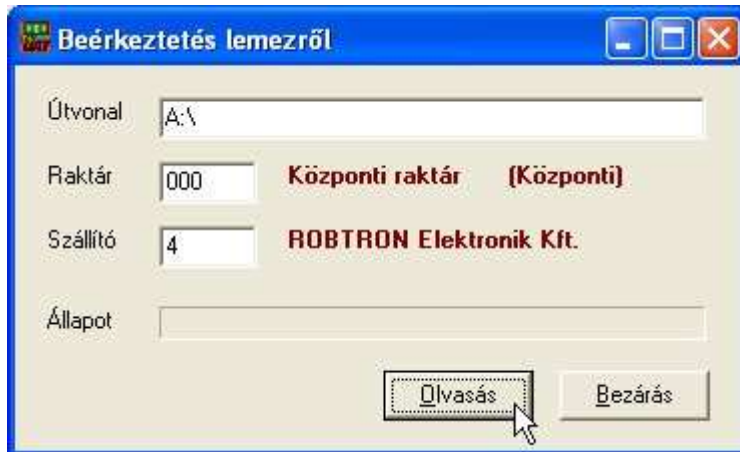 Beérkeztetés lemezről
Útvonal A:\
Raktár 000 Központi raktár (Központi)
Szállító 4 ROBTRON Elektronik Kft.
Állapot
Olvasás Bezárás